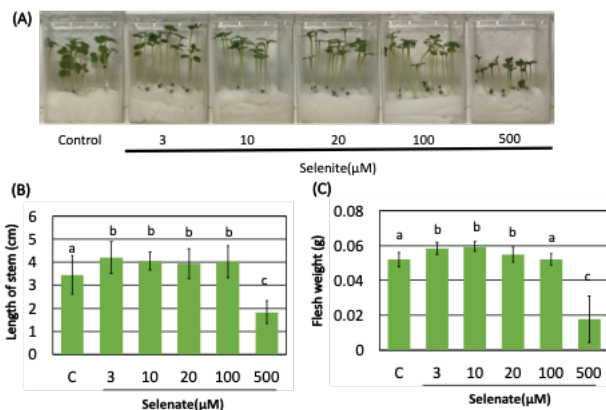 (A)
Control 3 10 20 100 500
Selenite(μM)
(B)
Length of stem (cm)
6
5
4
3
2
1
0
a b b b b c
C 3 10 20 100 500
Selenate(μM)
(C)
Flesh weight (g)
0.08
0.06
0.04
0.02
0
a b b b a c
C 3 10 20 100 500
Selenate(μM)